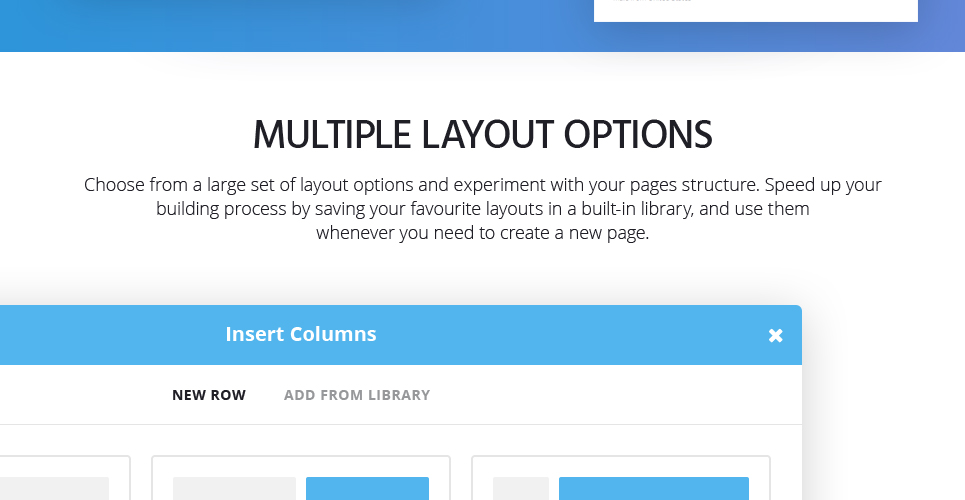 MULTIPLE LAYOUT OPTIONS
Choose from a large set of layout options and experiment with your pages structure. Speed up your
building process by saving your favourite layouts in a built-in library, and use them
whenever you need to create a new page.
Insert Columns
NEW ROW ADD FROM LIBRARY